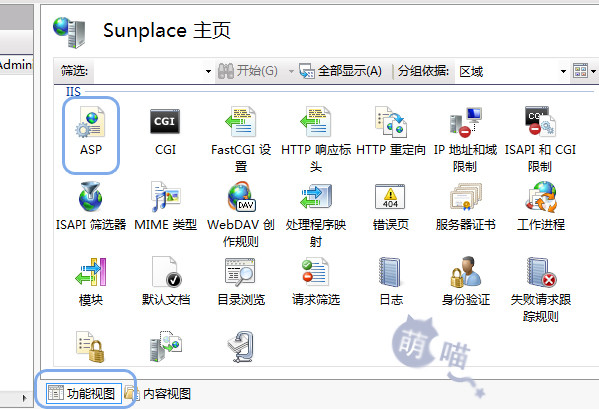 Sunplace 主页
Admini
筛选:
开始(G)
全部显示(A)
分组依据:
区域
IIS
ASP
CGI
CGI
FastCGI 设
置
HTTP 响应标
头
HTTP 重定向
IP 地址和域
限制
CGI
ISAPI 和 CGI
限制
ISAPI 筛选器
MIME 类型
DAV
WebDAV 创
作规则
处理程序映
射
404
错误页
服务器证书
工作进程
模块
默认文档
目录浏览
请求筛选
日志
身份验证
失败请求跟
踪规则
萌喵
功能视图
内容视图